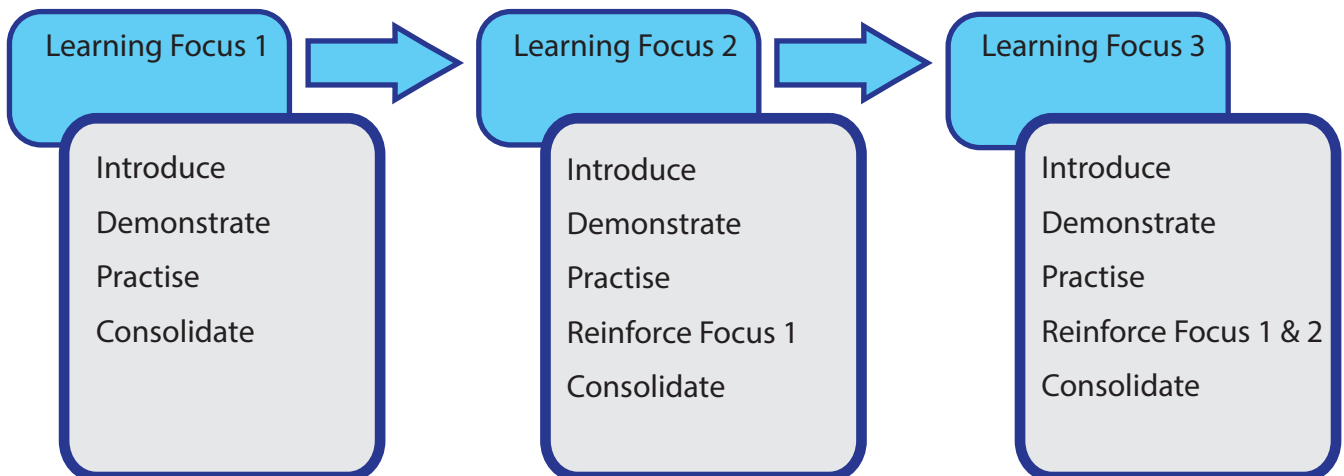 Learning Focus 1
Introduce
Demonstrate
Practise
Consolidate
Learning Focus 2
Introduce
Demonstrate
Practise
Reinforce Focus 1
Consolidate
Learning Focus 3
Introduce
Demonstrate
Practise
Reinforce Focus 1 & 2
Consolidate